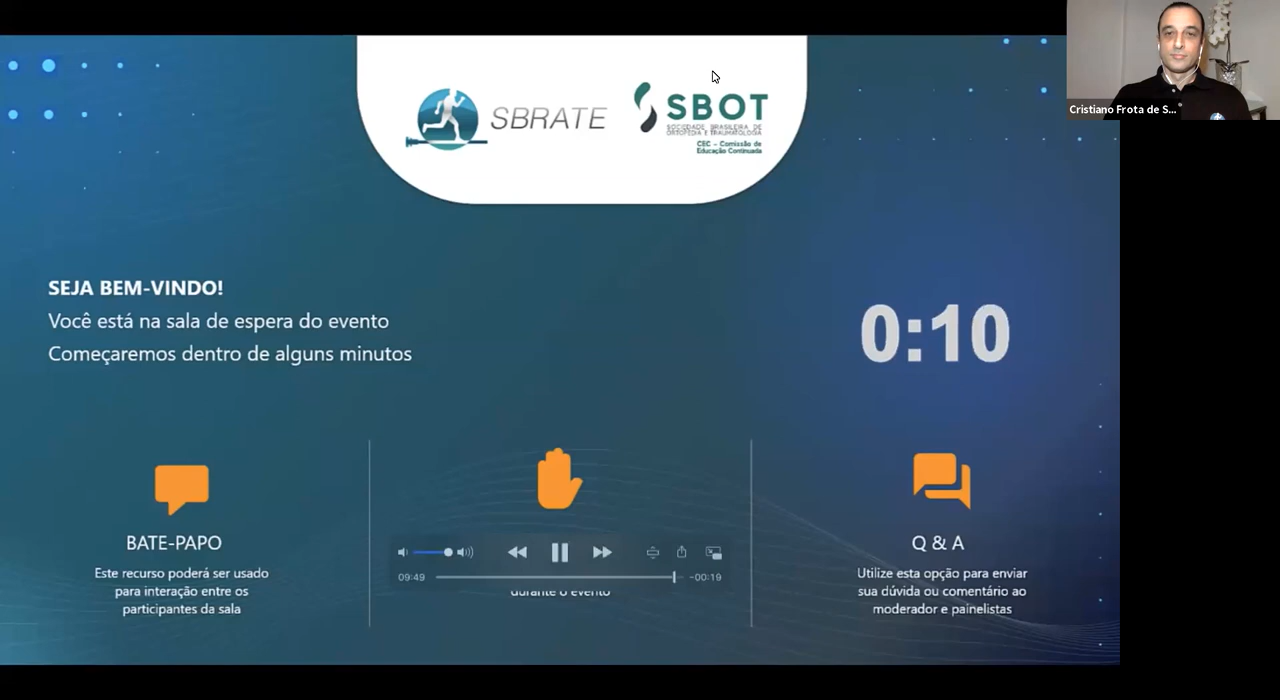 SBRATE
SBOT
SOCIEDADE BRASILEIRA DE
ORTOPEDIA E TRAUMATOLOGIA
CEC - Comissão de
Educação Continuada
Cristiano Frota de S...
SEJA BEM-VINDO!
Você está na sala de espera do evento
Começaremos dentro de alguns minutos
0:10
BATE-PAPO
Este recurso poderá ser usado
para interação entre os
participantes da sala
09:49
-00:19
durante o evento
Q & A
Utilize esta opção para enviar
sua dúvida ou comentário ao
moderador e painelistas